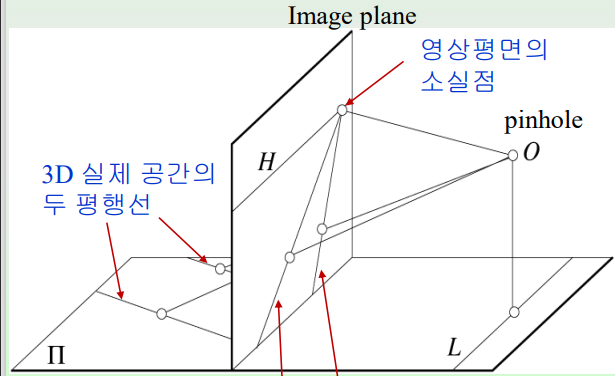 Image plane
영상평면의
소실점
pinhole
O
H
3D 실제 공간의
두 평행선
L
Π